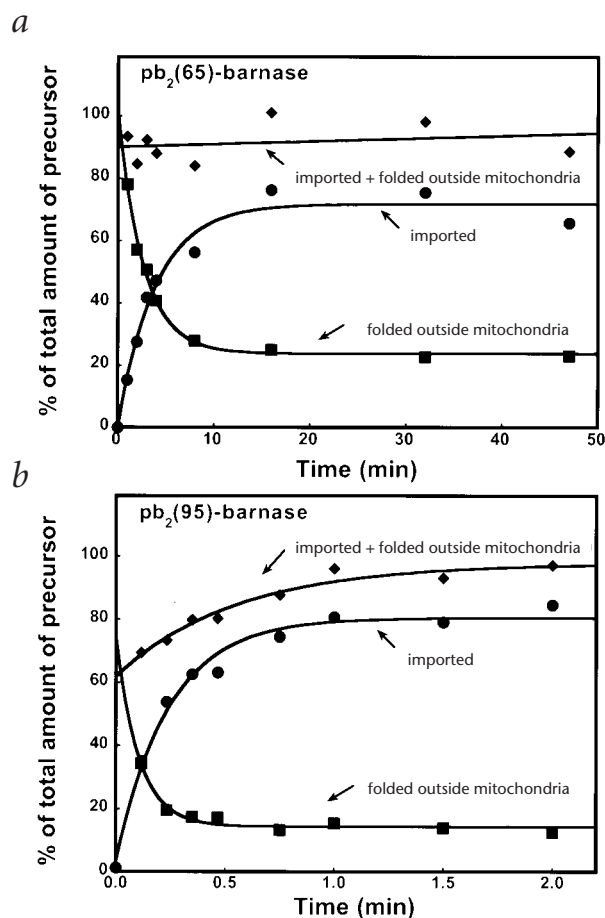 a
pb₂(65)-barnase
% of total amount of precursor
100
80
60
40
20
0
imported + folded outside mitochondria
imported
folded outside mitochondria
0 10 20 30 40 50
Time (min)
b
pb₂(95)-barnase
% of total amount of precursor
100
80
60
40
20
0
imported + folded outside mitochondria
imported
folded outside mitochondria
0.0 0.5 1.0 1.5 2.0
Time (min)